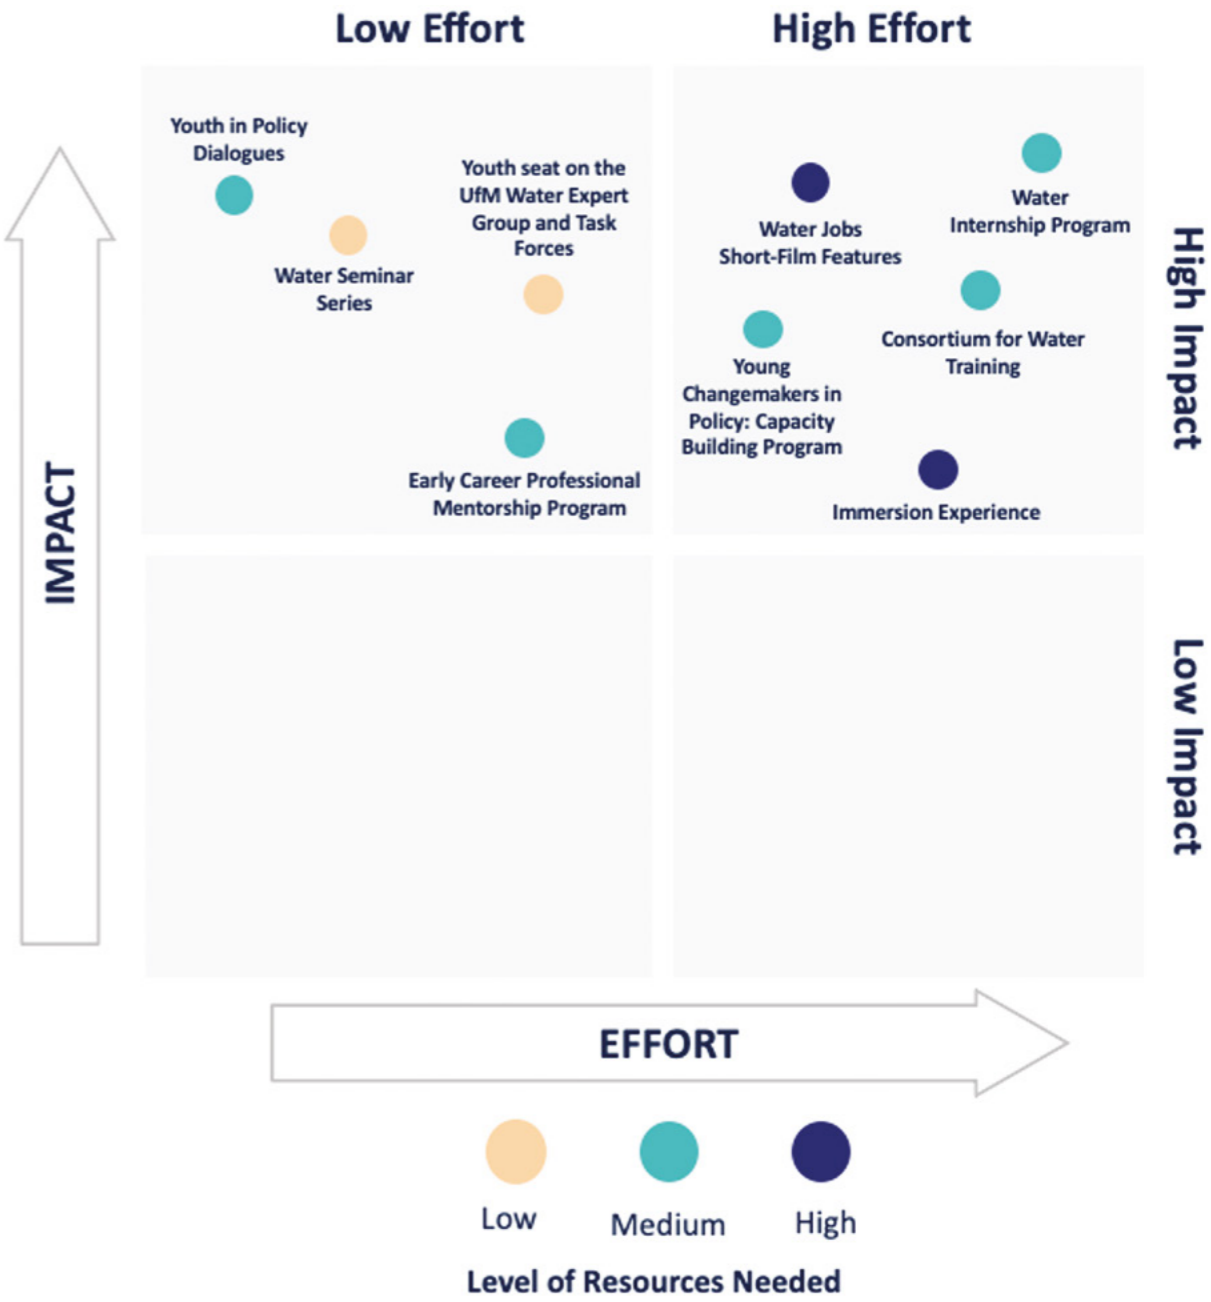 Low Effort
High Effort
Youth in Policy
Dialogues
Water Seminar
Series
Youth seat on the
UfM Water Expert
Group and Task
Forces
Early Career Professional
Mentorship Program
Water Jobs
Short-Film Features
Water
Internship Program
Consortium for Water
Training
Young
Changemakers in
Policy: Capacity
Building Program
Immersion Experience
High Impact
Low Impact
IMPACT
EFFORT
Low
Medium
High
Level of Resources Needed